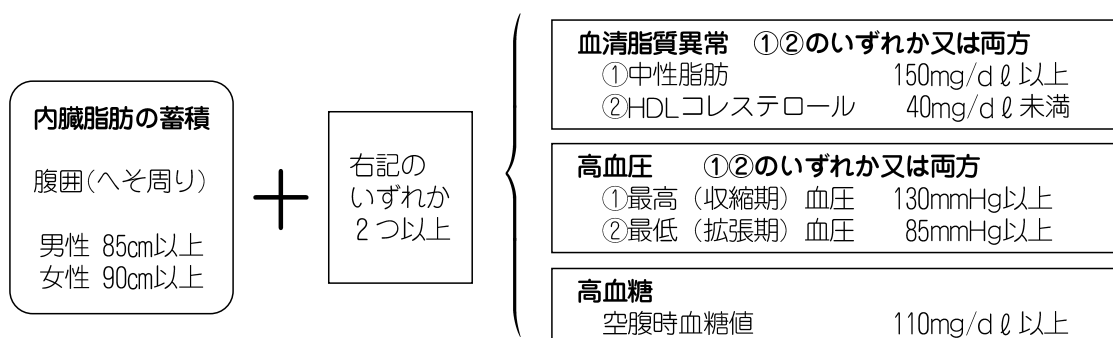 内臓脂肪の蓄積
腹囲(へそ周り)
男性 85㎝以上
女性 90㎝以上
+
右記の
いずれか
2つ以上
血清脂質異常 ①②のいずれか又は両方
①中性脂肪 150mg/dℓ以上
②HDLコレステロール 40mg/dℓ未満
高血圧 ①②のいずれか又は両方
①最高(収縮期)血圧 130mmHg以上
②最低(拡張期)血圧 85mmHg以上
高血糖
空腹時血糖値 110mg/dℓ以上